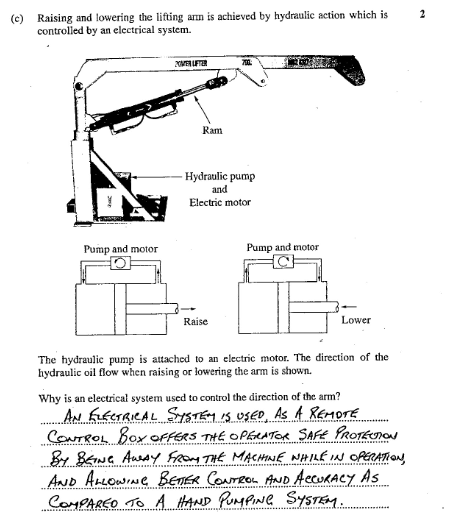 (c) Raising and lowering the lifting arm is achieved by hydraulic action which is 2
controlled by an electrical system.
POWER LIFTER
Ram
Hydraulic pump
and
Electric motor
Pump and motor
Pump and motor
Raise
Lower
The hydraulic pump is attached to an electric motor. The direction of the
hydraulic oil flow when raising or lowering the arm is shown.
Why is an electrical system used to control the direction of the arm?
AN ELECTRICAL SYSTEM IS USED, AS A REMOTE
CONTROL BOX OFFERS THE OPERATOR SAFE PROTECTION
BY BEING AWAY FROM THE MACHINE WHILE IN OPERATION,
AND ALLOWING BETTER CONTROL AND ACCURACY AS
COMPARED TO A HAND PUMPING SYSTEM.